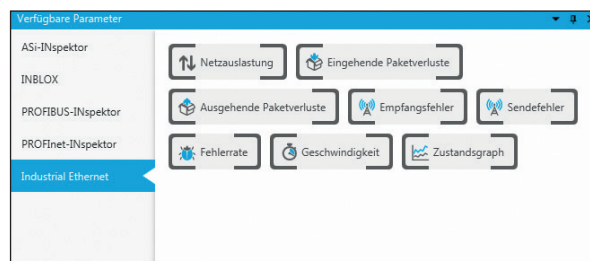 Verfügbare Parameter
ASi-INspektor
INBLOX
PROFIBUS-INspektor
PROFInet-INspektor
Industrial Ethernet
Netzauslastung
Eingehende Paketverluste
Ausgehende Paketverluste
Empfangsfehler
Sendefehler
Fehlerrate
Geschwindigkeit
Zustandsgraph